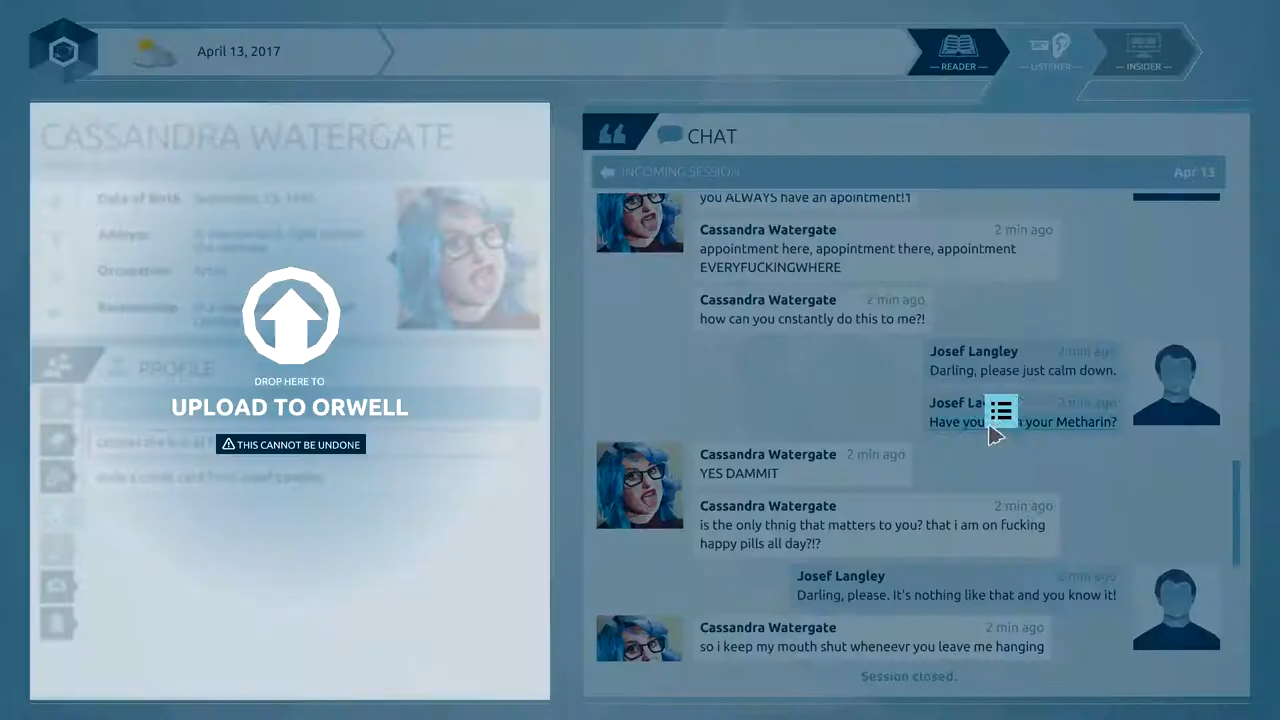 April 13, 2017
— READER —
— LISTENER —
— INSIDER —
CASSANDRA WATERGATE
Date of Birth
Address
Occupation
Relationship
PROFILE
DROP HERE TO
UPLOAD TO ORWELL
THIS CANNOT BE UNDONE
CHAT
INCOMING SESSION
Apr 13
you ALWAYS have an apointment!1
Cassandra Watergate 2 min ago
appointment here, apopintment there, appointment
EVERYFUCKINGWHERE
Cassandra Watergate 2 min ago
how can you cnstantly do this to me?!
Josef Langley 2 min ago
Darling, please just calm down.
Josef 2 min ago
Have you your Metharin?
Cassandra Watergate 2 min ago
YES DAMMIT
Cassandra Watergate 2 min ago
is the only thnig that matters to you? that i am on fucking
happy pills all day?!?
Josef Langley 2 min ago
Darling, please. It's nothing like that and you know it!
Cassandra Watergate 2 min ago
so i keep my mouth shut wheneevr you leave me hanging
Session closed.